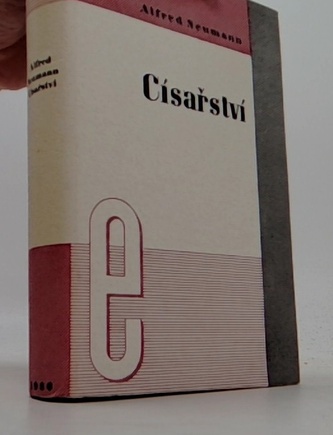 Alfred Neumann
Císařství
e
Alfred
Neumann
Císařství